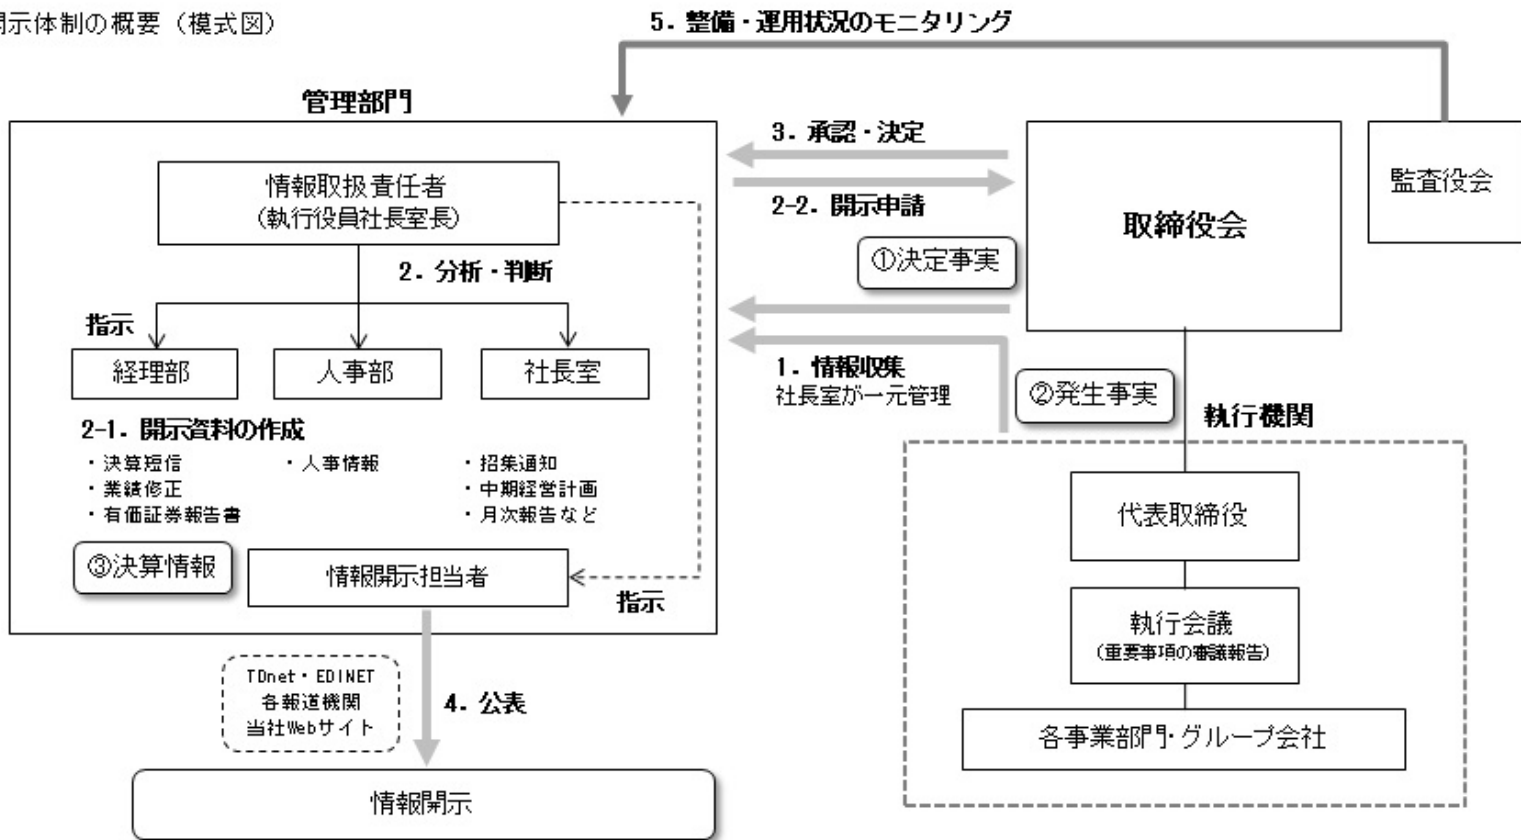 開示体制の概要（模式図）
5. 整備・運用状況のモニタリング
管理部門
情報取扱責任者
(執行役員社長室長)
2. 分析・判断
指示
経理部
人事部
社長室
2-1. 開示資料の作成
・決算短信
・業績修正
・有価証券報告書
・人事情報
・招集通知
・中期経営計画
・月次報告など
③決算情報
情報開示担当者
指示
TDnet・EDINET
各報道機関
当社Webサイト
4. 公表
情報開示
3. 承認・決定
2-2. 開示申請
①決定事実
1. 情報収集
社長室が一元管理
②発生事実
取締役会
監査役会
執行機関
代表取締役
執行会議
(重要事項の審議報告)
各事業部門・グループ会社